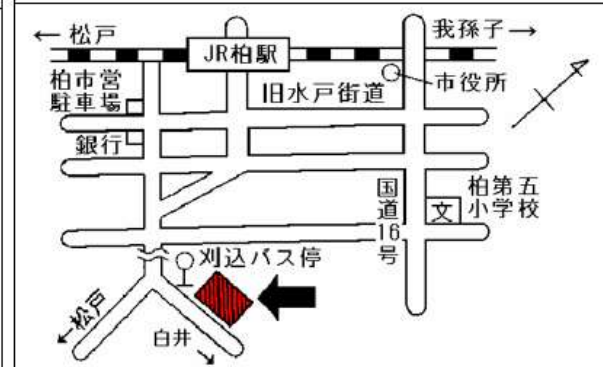 ←松戸
我孫子→
JR柏駅
柏市営
駐車場
旧水戸街道
市役所
銀行
国道16号
文
柏第五
小学校
刈込バス停
←松戸
白井→